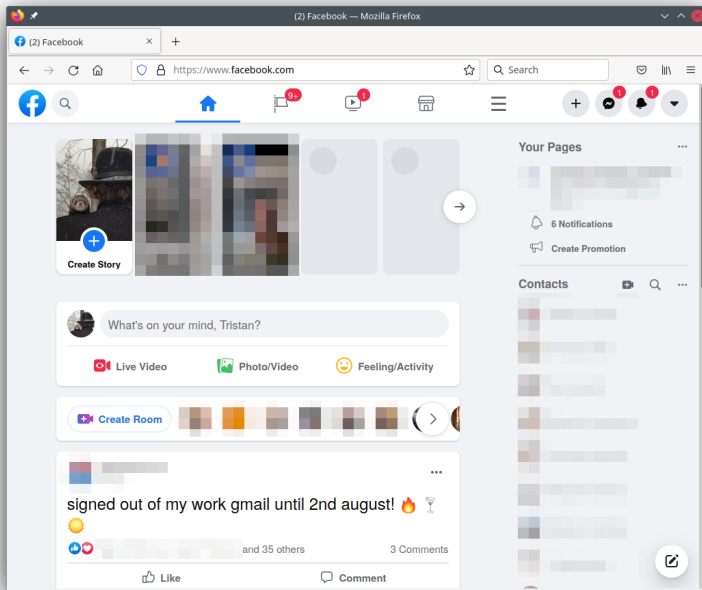 (2) Facebook — Mozilla Firefox
(2) Facebook
https://www.facebook.com
Search
9+
1
1
1
Create Story
Your Pages
6 Notifications
Create Promotion
Contacts
What's on your mind, Tristan?
Live Video
Photo/Video
Feeling/Activity
Create Room
signed out of my work gmail until 2nd august! 🔥 🍸
🌞
and 35 others
3 Comments
Like
Comment